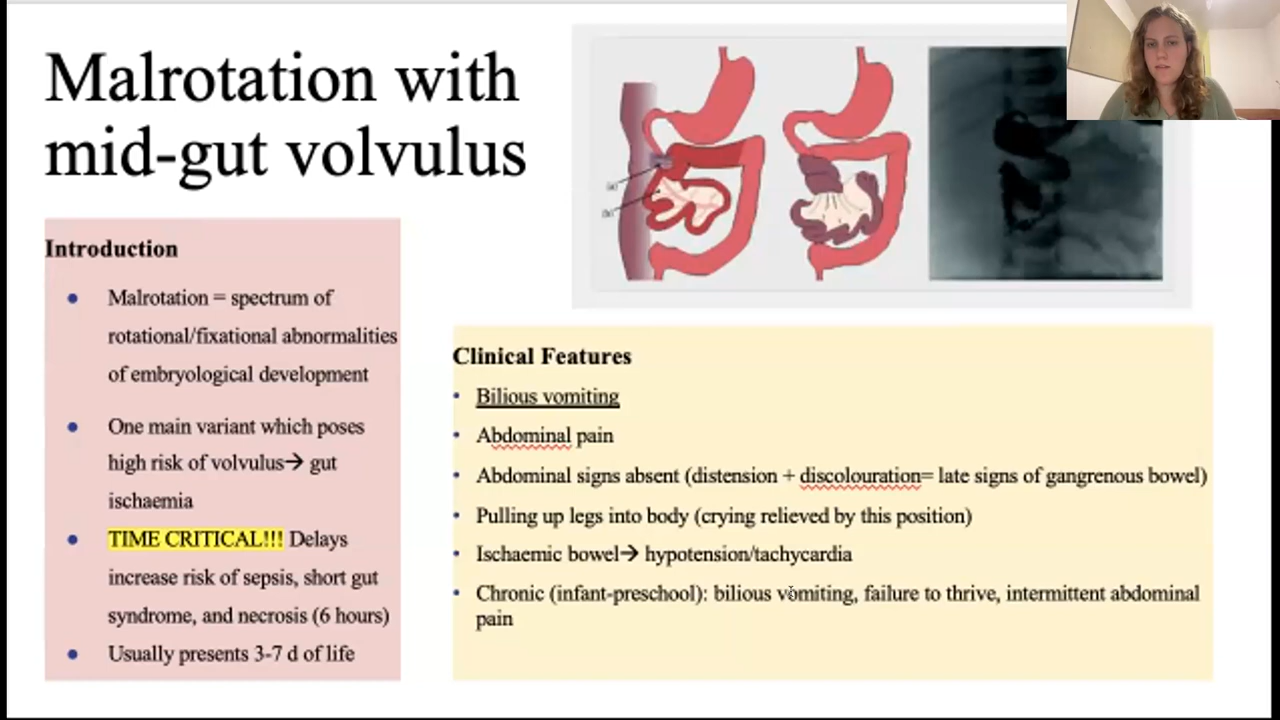 Malrotation with
mid-gut volvulus
Introduction
● Malrotation = spectrum of
rotational/fixational abnormalities
of embryological development
● One main variant which poses
high risk of volvulus→ gut
ischaemia
● TIME CRITICAL!!! Delays
increase risk of sepsis, short gut
syndrome, and necrosis (6 hours)
● Usually presents 3-7 d of life
(a)
(b)
Clinical Features
• Bilious vomiting
• Abdominal pain
• Abdominal signs absent (distension + discolouration= late signs of gangrenous bowel)
• Pulling up legs into body (crying relieved by this position)
• Ischaemic bowel→ hypotension/tachycardia
• Chronic (infant-preschool): bilious vomiting, failure to thrive, intermittent abdominal
pain